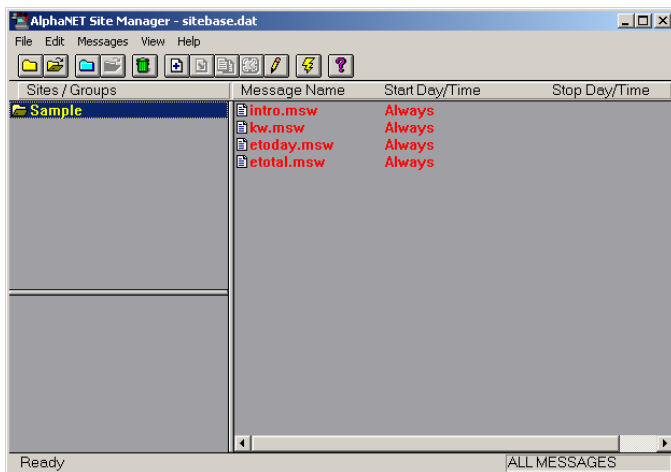 AlphaNET Site Manager - sitebase.dat
File Edit Messages View Help
Sites / Groups Message Name Start Day/Time Stop Day/Time
Sample intro.msw Always
kw.msw Always
etoday.msw Always
etotal.msw Always
Ready ALL MESSAGES